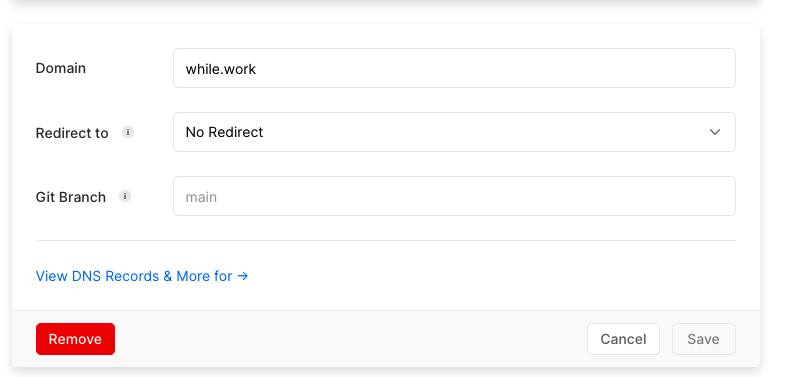 Domain
while.work
Redirect to i
No Redirect
Git Branch i
main
View DNS Records & More for →
Remove
Cancel
Save